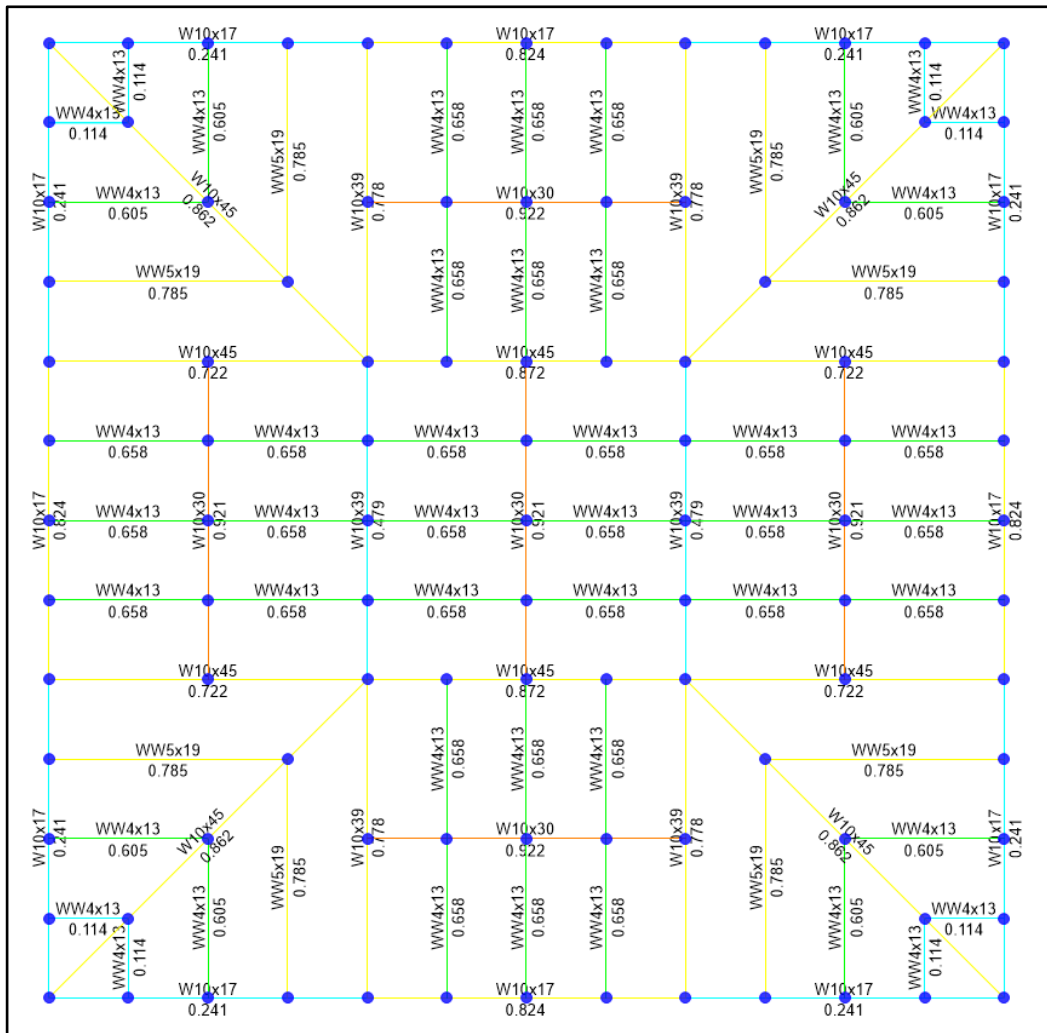 W10x17
0.241
W10x17
0.824
W10x17
0.241
WW4x13
0.114
WW4x13
0.114
WW4x13
0.605
WW5x19
0.785
WW4x13
0.658
WW4x13
0.658
WW4x13
0.658
WW5x19
0.785
WW4x13
0.605
WW4x13
0.114
WW4x13
0.114
W10x17
0.241
WW4x13
0.605
W10x45
0.862
W10x39
0.778
W10x30
0.922
W10x39
0.778
W10x45
0.862
WW4x13
0.605
W10x17
0.241
WW5x19
0.785
WW4x13
0.658
WW4x13
0.658
WW4x13
0.658
WW5x19
0.785
W10x45
0.722
W10x45
0.872
W10x45
0.722
WW4x13
0.658
WW4x13
0.658
WW4x13
0.658
WW4x13
0.658
WW4x13
0.658
WW4x13
0.658
W10x17
0.824
WW4x13
0.658
W10x30
0.921
WW4x13
0.658
W10x39
0.479
WW4x13
0.658
W10x30
0.921
WW4x13
0.658
W10x39
0.479
WW4x13
0.658
W10x30
0.921
WW4x13
0.658
W10x17
0.824
WW4x13
0.658
WW4x13
0.658
WW4x13
0.658
WW4x13
0.658
WW4x13
0.658
WW4x13
0.658
W10x45
0.722
W10x45
0.872
W10x45
0.722
WW5x19
0.785
WW4x13
0.658
WW4x13
0.658
WW4x13
0.658
WW5x19
0.785
W10x17
0.241
WW4x13
0.605
W10x45
0.862
W10x39
0.778
W10x30
0.922
W10x39
0.778
W10x45
0.862
WW4x13
0.605
W10x17
0.241
WW4x13
0.114
WW4x13
0.114
WW4x13
0.605
WW5x19
0.785
WW4x13
0.658
WW4x13
0.658
WW4x13
0.658
WW5x19
0.785
WW4x13
0.605
WW4x13
0.114
WW4x13
0.114
W10x17
0.241
W10x17
0.824
W10x17
0.241